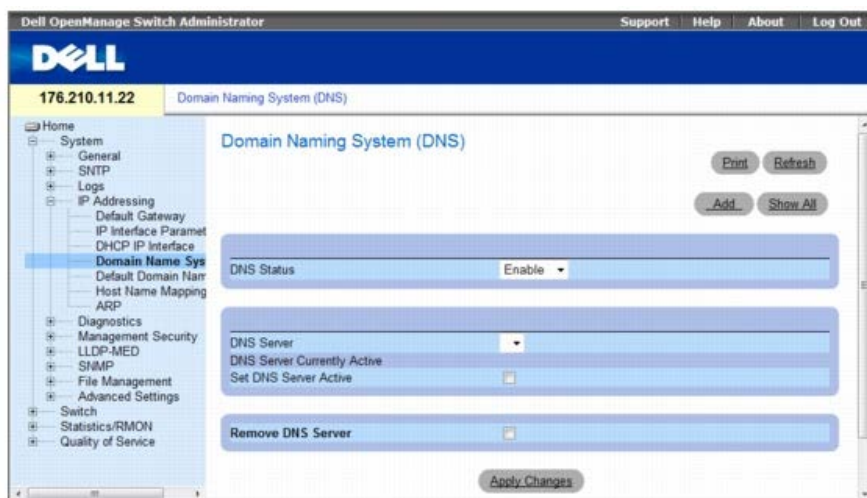 Dell OpenManage Switch Administrator
Support Help About Log Out
DELL
176.210.11.22
Domain Naming System (DNS)
Home
System
General
SNTP
Logs
IP Addressing
Default Gateway
IP Interface Paramet
DHCP IP Interface
Domain Name Sys
Default Domain Nam
Host Name Mapping
ARP
Diagnostics
Management Security
LLDP-MED
SNMP
File Management
Advanced Settings
Switch
Statistics/RMON
Quality of Service
Domain Naming System (DNS)
Print Refresh
Add Show All
DNS Status Enable
DNS Server
DNS Server Currently Active
Set DNS Server Active
Remove DNS Server
Apply Changes